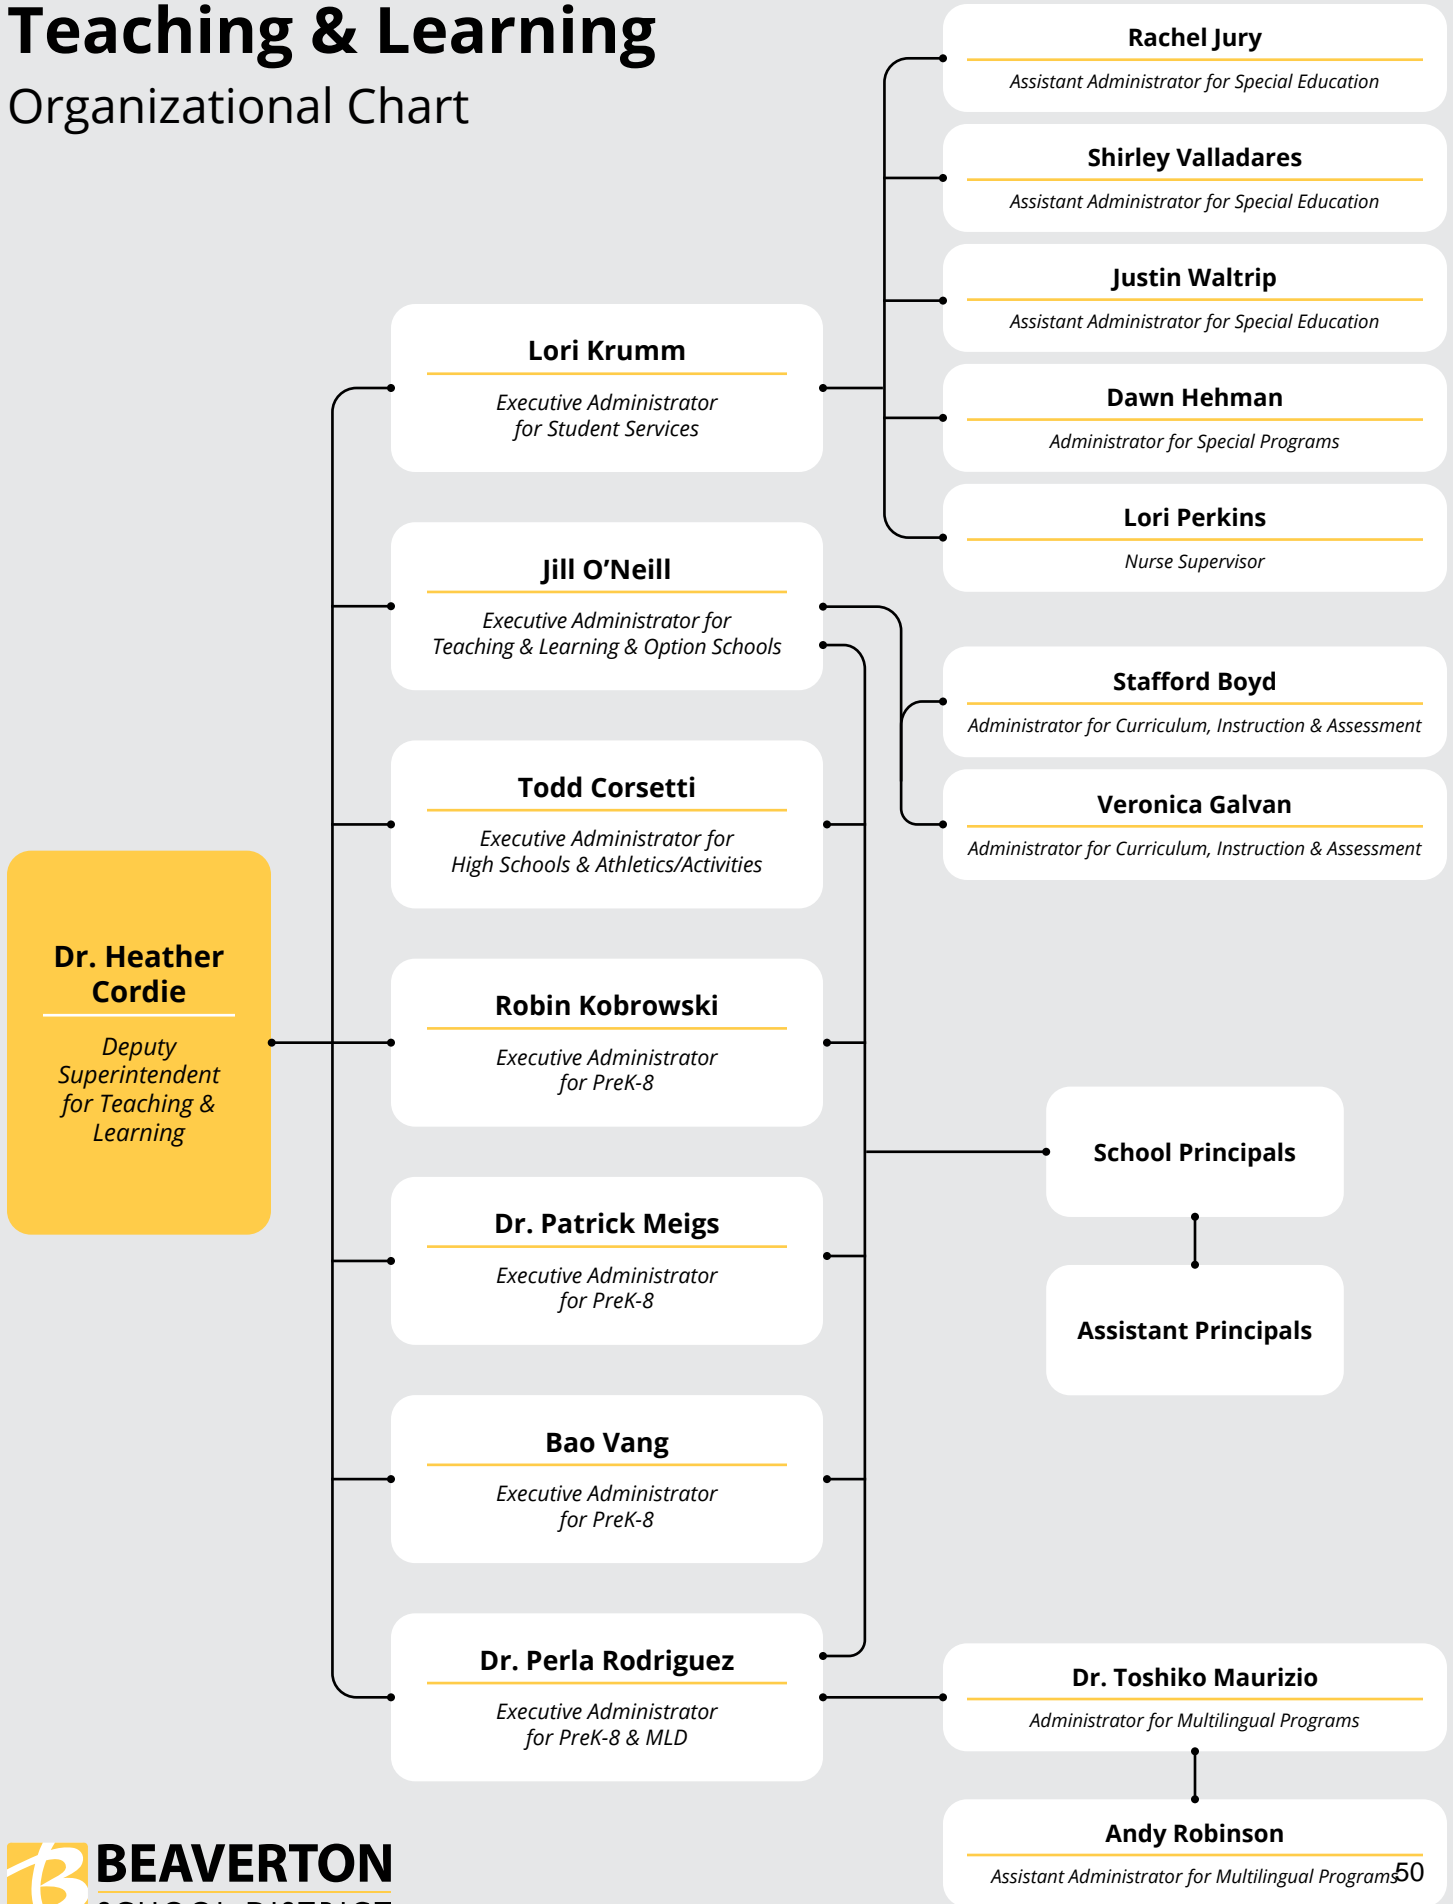 Teaching & Learning
Organizational Chart
Dr. Heather
Cordie
Deputy
Superintendent
for Teaching &
Learning
Lori Krumm
Executive Administrator
for Student Services
Rachel Jury
Assistant Administrator for Special Education
Shirley Valladares
Assistant Administrator for Special Education
Justin Waltrip
Assistant Administrator for Special Education
Dawn Hehman
Administrator for Special Programs
Lori Perkins
Nurse Supervisor
Jill O’Neill
Executive Administrator for
Teaching & Learning & Option Schools
Stafford Boyd
Administrator for Curriculum, Instruction & Assessment
Veronica Galvan
Administrator for Curriculum, Instruction & Assessment
Todd Corsetti
Executive Administrator for
High Schools & Athletics/Activities
Robin Kobrowski
Executive Administrator
for PreK-8
Dr. Patrick Meigs
Executive Administrator
for PreK-8
Bao Vang
Executive Administrator
for PreK-8
School Principals
Assistant Principals
Dr. Perla Rodriguez
Executive Administrator
for PreK-8 & MLD
Dr. Toshiko Maurizio
Administrator for Multilingual Programs
Andy Robinson
Assistant Administrator for Multilingual Programs
50
B
BEAVERTON
SCHOOL DISTRICT